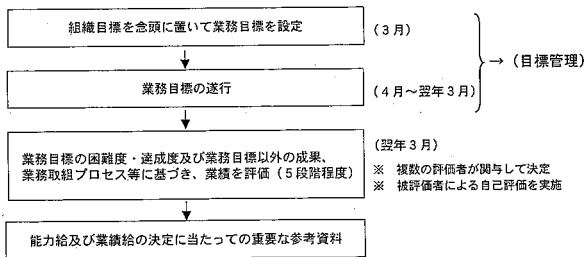 組織目標を念頭に置いて業務目標を設定
(3月)
→ (目標管理)
業務目標の遂行
(4月~翌年3月)
(翌年3月)
業務目標の困難度・達成度及び業務目標以外の成果、
業務取組プロセス等に基づき、業績を評価(5段階程度)
※ 複数の評価者が関与して決定
※ 被評価者による自己評価を実施
能力給及び業績給の決定に当たっての重要な参考資料